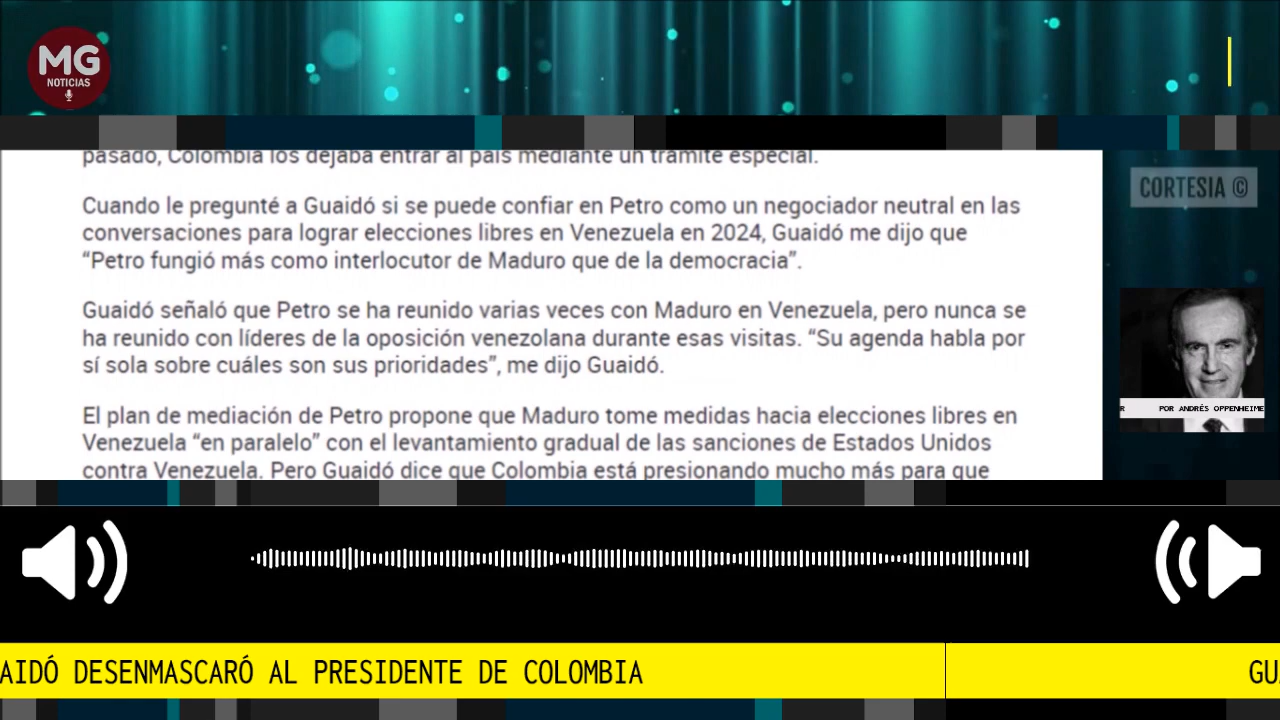 MG
NOTICIAS
pasado, Colombia los dejaba entrar al país mediante un trámite especial.
CORTESIA ©
Cuando le pregunté a Guaidó si se puede confiar en Petro como un negociador neutral en las
conversaciones para lograr elecciones libres en Venezuela en 2024, Guaidó me dijo que
“Petro fungió más como interlocutor de Maduro que de la democracia”.
Guaidó señaló que Petro se ha reunido varias veces con Maduro en Venezuela, pero nunca se
ha reunido con líderes de la oposición venezolana durante esas visitas. “Su agenda habla por
sí sola sobre cuáles son sus prioridades”, me dijo Guaidó.
R POR ANDRÉS OPPENHEIME
El plan de mediación de Petro propone que Maduro tome medidas hacia elecciones libres en
Venezuela “en paralelo” con el levantamiento gradual de las sanciones de Estados Unidos
contra Venezuela. Pero Guaidó dice que Colombia está presionando mucho más para que
AIDÓ DESENMASCARÓ AL PRESIDENTE DE COLOMBIA GU